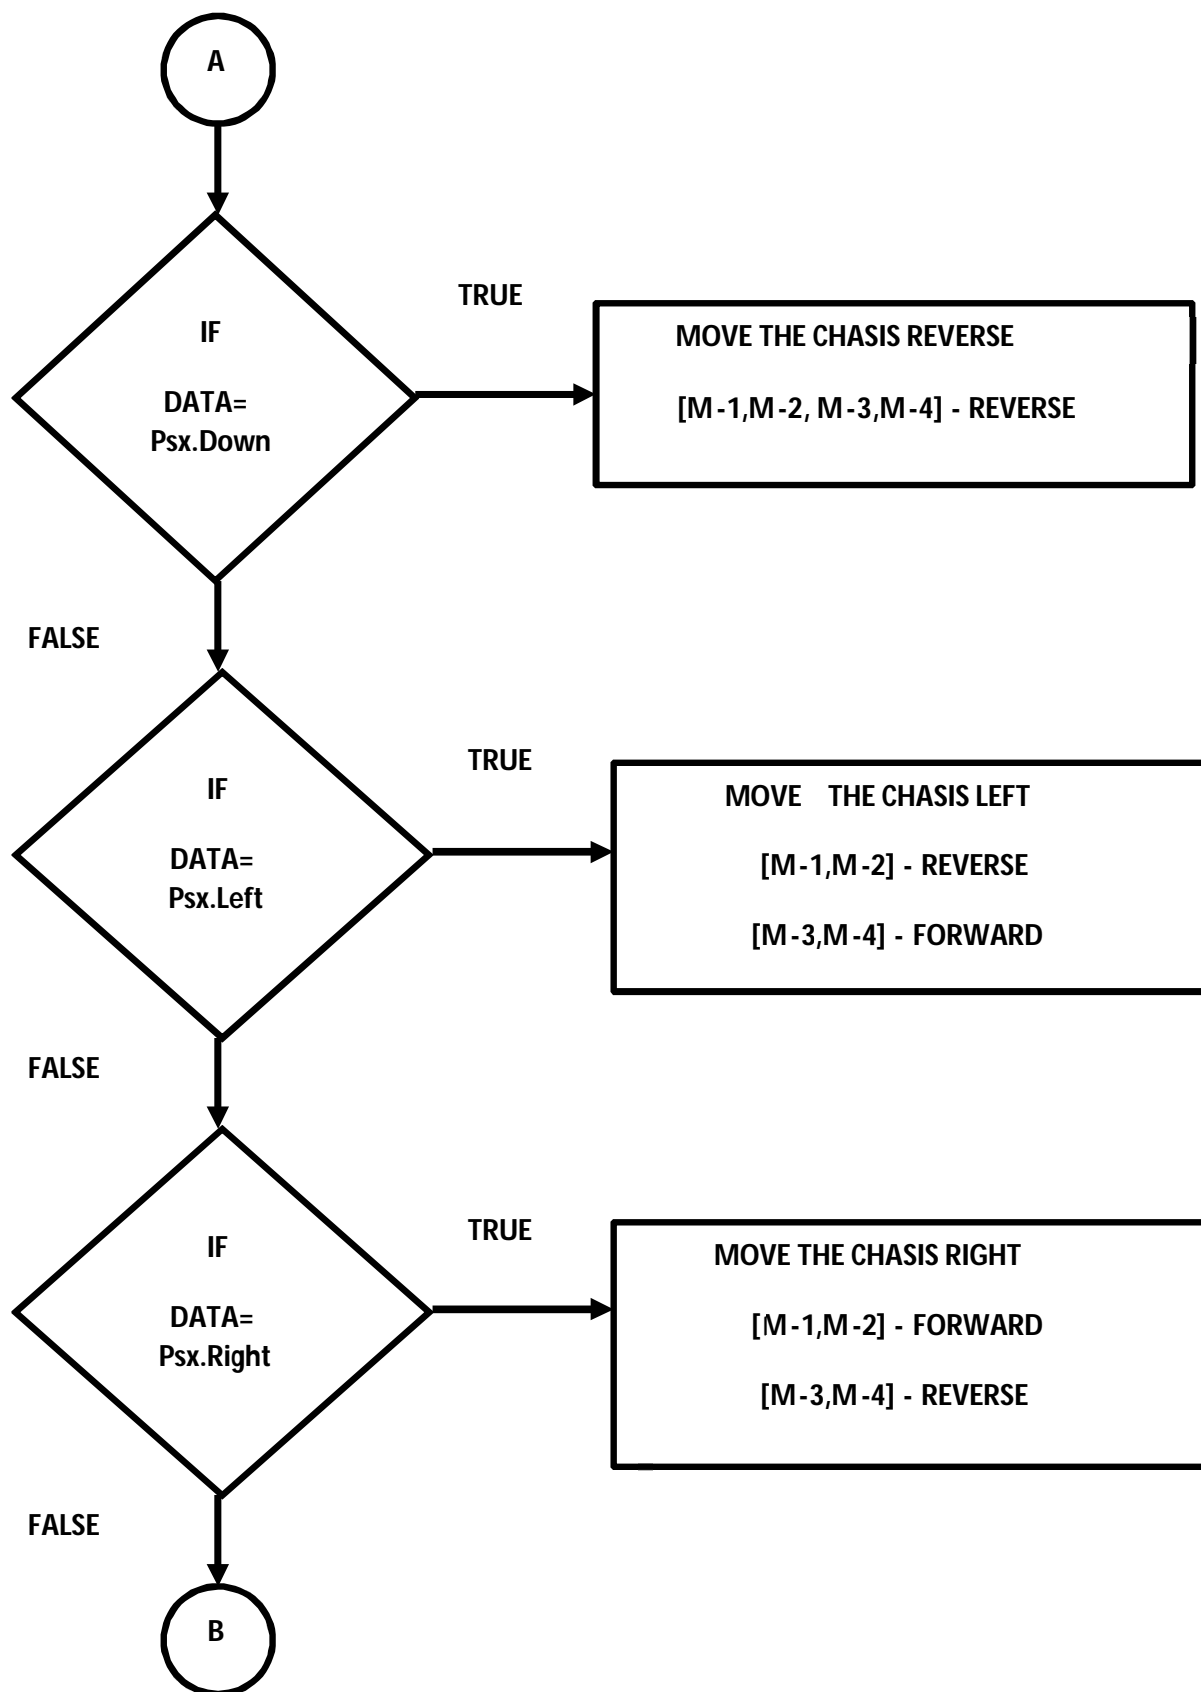 A
TRUE
IF
MOVE THE CHASIS REVERSE
DATA=
[M-1,M-2, M-3,M-4] - REVERSE
Psx.Down
FALSE
TRUE
IF
MOVE THE CHASIS LEFT
DATA=
[M-1,M-2] - REVERSE
Psx.Left
[M-3,M-4] - FORWARD
FALSE
TRUE
IF
MOVE THE CHASIS RIGHT
DATA=
[M-1,M-2] - FORWARD
Psx.Right
[M-3,M-4] - REVERSE
FALSE
B